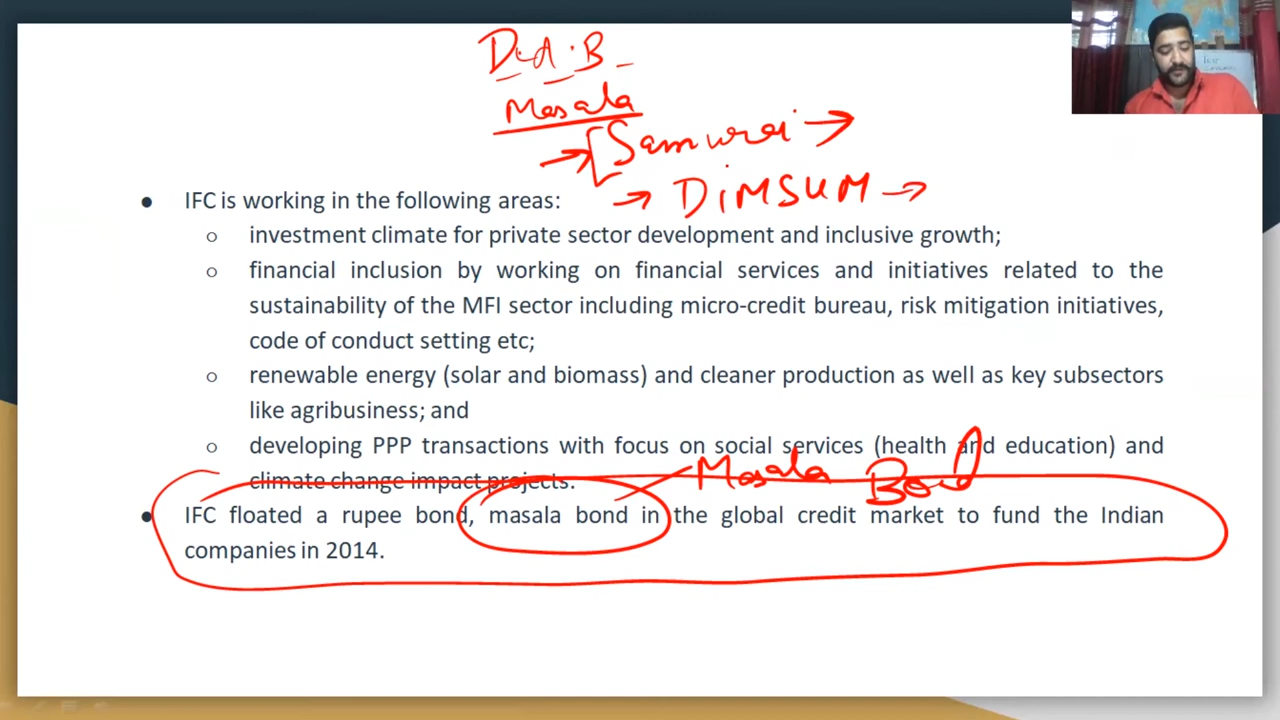 D.A.B
Masala
Samurai →
→ DiMSUM →
● IFC is working in the following areas:
○ investment climate for private sector development and inclusive growth;
○ financial inclusion by working on financial services and initiatives related to the
sustainability of the MFI sector including micro-credit bureau, risk mitigation initiatives,
code of conduct setting etc;
○ renewable energy (solar and biomass) and cleaner production as well as key subsectors
like agribusiness; and
○ developing PPP transactions with focus on social services (health and education) and
climate change impact projects.
Masala Bond
● IFC floated a rupee bond, masala bond in the global credit market to fund the Indian
companies in 2014.